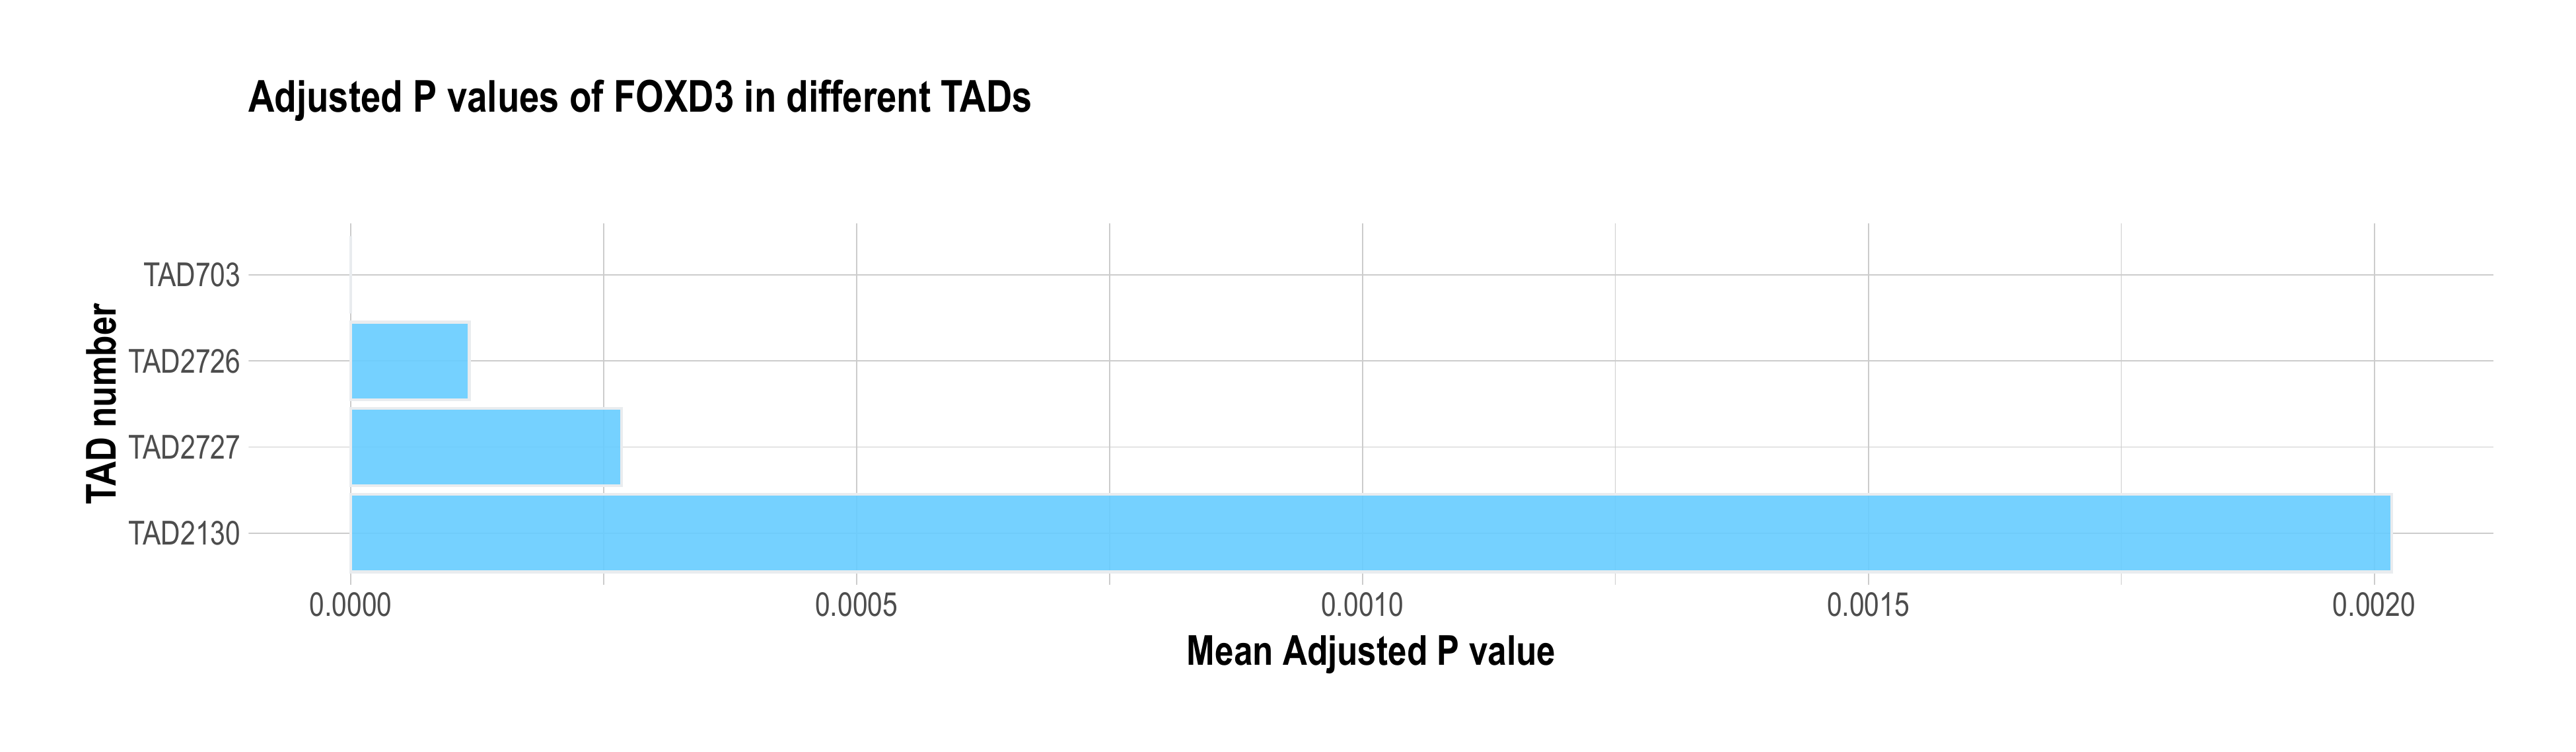 Adjusted P values of FOXD3 in different TADs
TAD number
TAD703
TAD2726
TAD2727
TAD2130
0.0000 0.0005 0.0010 0.0015 0.0020
Mean Adjusted P value